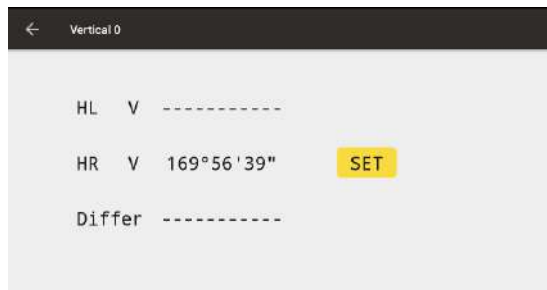 Vertical 0
HL V -----------
HR V 169°56'39" SET
Differ -----------